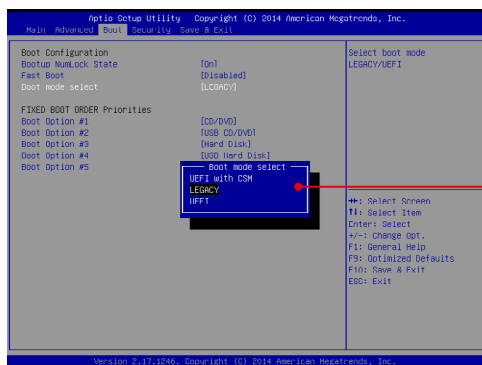 Aptio Setup Utility Copyright (C) 2014 American Megatrends, Inc.
Main Advanced Boot Security Save & Exit
Boot Configuration
Bootup NumLock State [On]
Fast Boot [Disabled]
Boot mode select [LEGACY]
FIXED BOOT ORDER Priorities
Boot Option #1 [CD/DVD]
Boot Option #2 [USB CD/DVD]
Boot Option #3 [Hard Disk]
Boot Option #4 [USB Hard Disk]
Boot Option #5
Boot mode select
UEFI with CSM
LEGACY
UEFI
Select boot mode
LEGACY/UEFI
→←: Select Screen
↑↓: Select Item
Enter: Select
+/-: Change Opt.
F1: General Help
F9: Optimized Defaults
F10: Save & Exit
ESC: Exit
Version 2.17.1246. Copyright (C) 2014 American Megatrends, Inc.